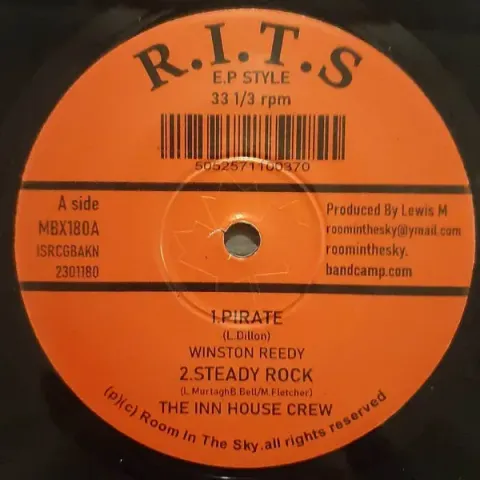 R.I.T.S
E.P STYLE
33 1/3 rpm
5052571100370
A side
MBX180A
ISRCGBAKN
2301180
Produced By Lewis M
roominthesky@ymail.com
roominthesky.
bandcamp.com
1.PIRATE
(L.Dillon)
WINSTON REEDY
2.STEADY ROCK
(L.MurtaghB.Bell/M.Fletcher)
THE INN HOUSE CREW
(p)(c) Room In The Sky.all rights reserved